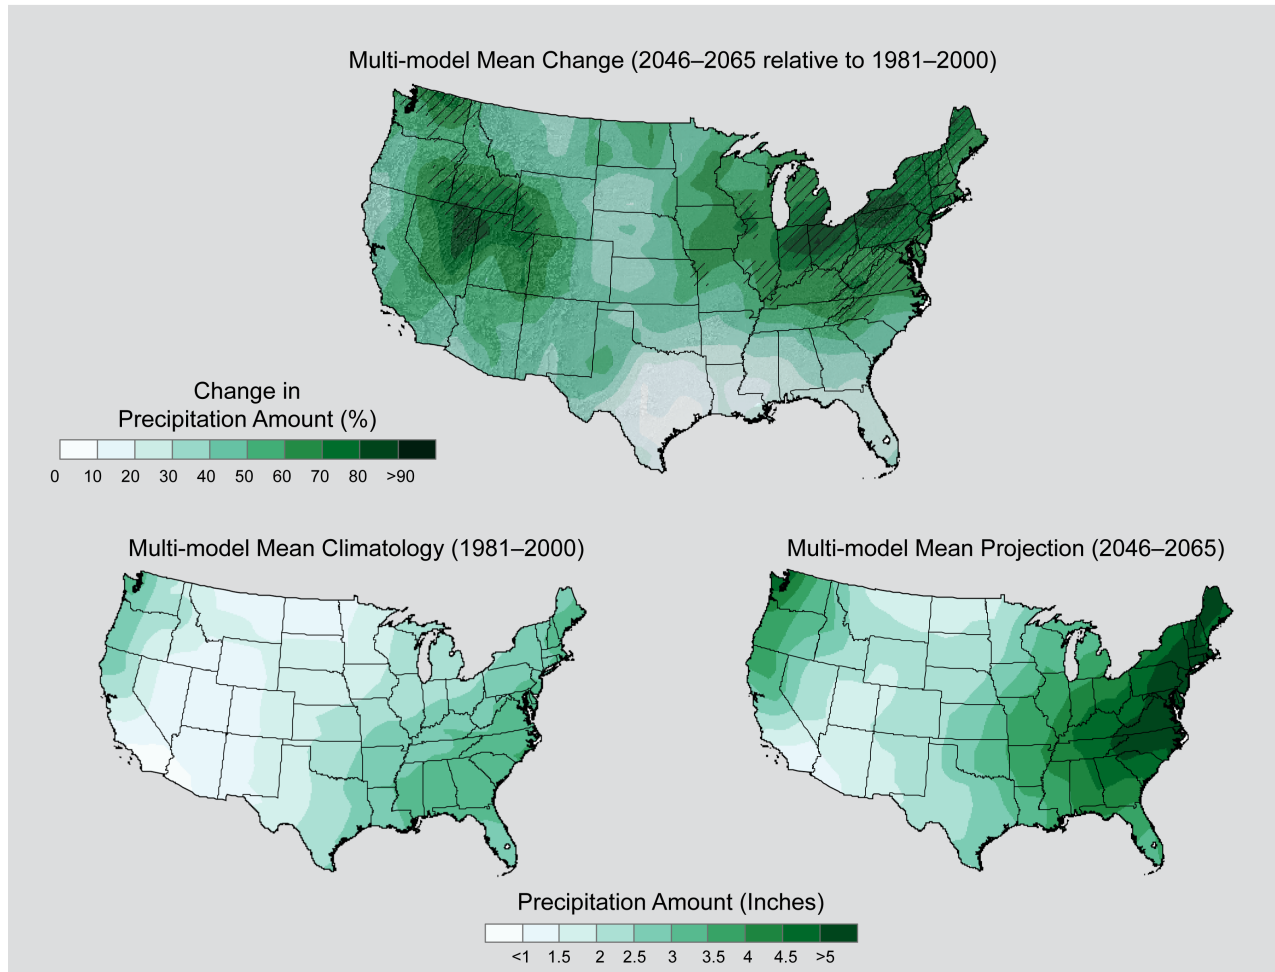 Multi-model Mean Change (2046–2065 relative to 1981–2000)
Change in
Precipitation Amount (%)
0 10 20 30 40 50 60 70 80 >90
Multi-model Mean Climatology (1981–2000)
Multi-model Mean Projection (2046–2065)
Precipitation Amount (Inches)
<1 1.5 2 2.5 3 3.5 4 4.5 >5